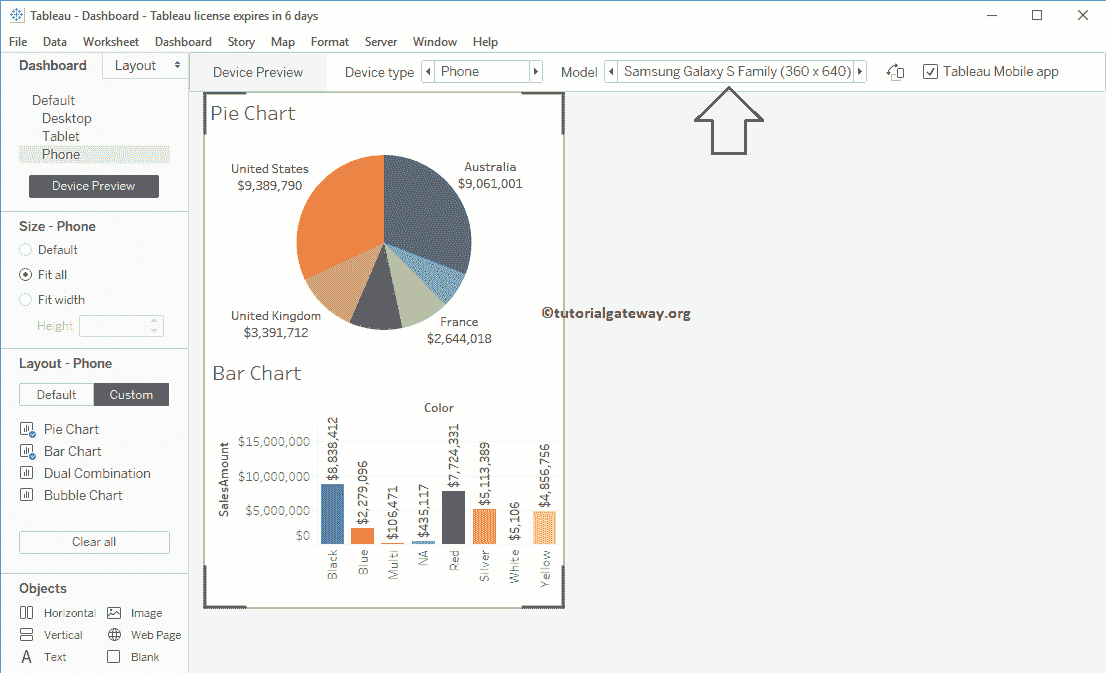 Tableau - Dashboard - Tableau license expires in 6 days
File Data Worksheet Dashboard Story Map Format Server Window Help
Dashboard Layout
Device Preview Device type Phone Model Samsung Galaxy S Family (360 x 640) Tableau Mobile app
Default
Desktop
Tablet
Phone
Device Preview
Size - Phone
Default
Fit all
Fit width
Height
Layout - Phone
Default Custom
Pie Chart
Bar Chart
Dual Combination
Bubble Chart
Clear all
Objects
Horizontal Image
Vertical Web Page
Text Blank
Pie Chart
United States
$9,389,790
Australia
$9,061,001
United Kingdom
$3,391,712
France
$2,644,018
©tutorialgateway.org
Bar Chart
Color
SalesAmount
$15,000,000
$10,000,000
$5,000,000
$0
$8,838,412
$2,279,096
$106,471
$435,117
$7,724,331
$5,113,389
$5,106
$4,856,756
Black
Blue
Multi
NA
Red
Silver
White
Yellow